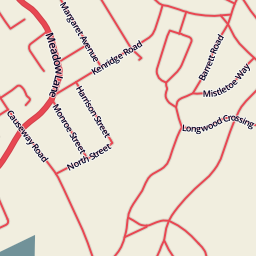 Margaret Avenue
Meadow Lane
Kenridge Road
Barrett Road
Mistletoe Way
Harrison Street
Monroe Street
Causeway Road
Longwood Crossing
North Street